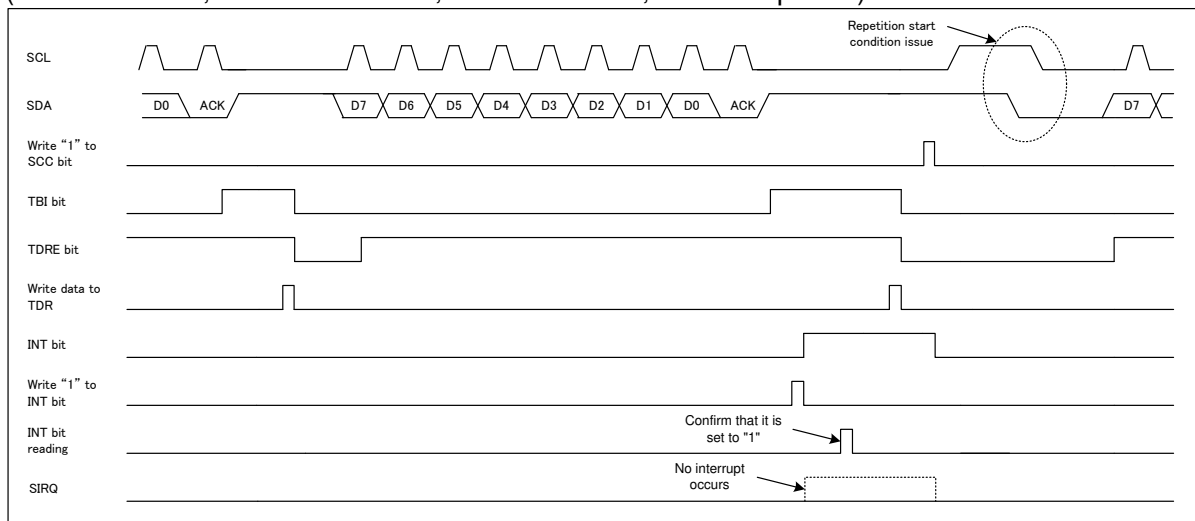 Repetition start
condition issue
SCL
SDA
D0 ACK D7 D6 D5 D4 D3 D2 D1 D0 ACK D7
Write “1” to
SCC bit
TBI bit
TDRE bit
Write data to
TDR
INT bit
Write “1” to
INT bit
Confirm that it is
set to "1"
INT bit
reading
No interrupt
occurs
SIRQ